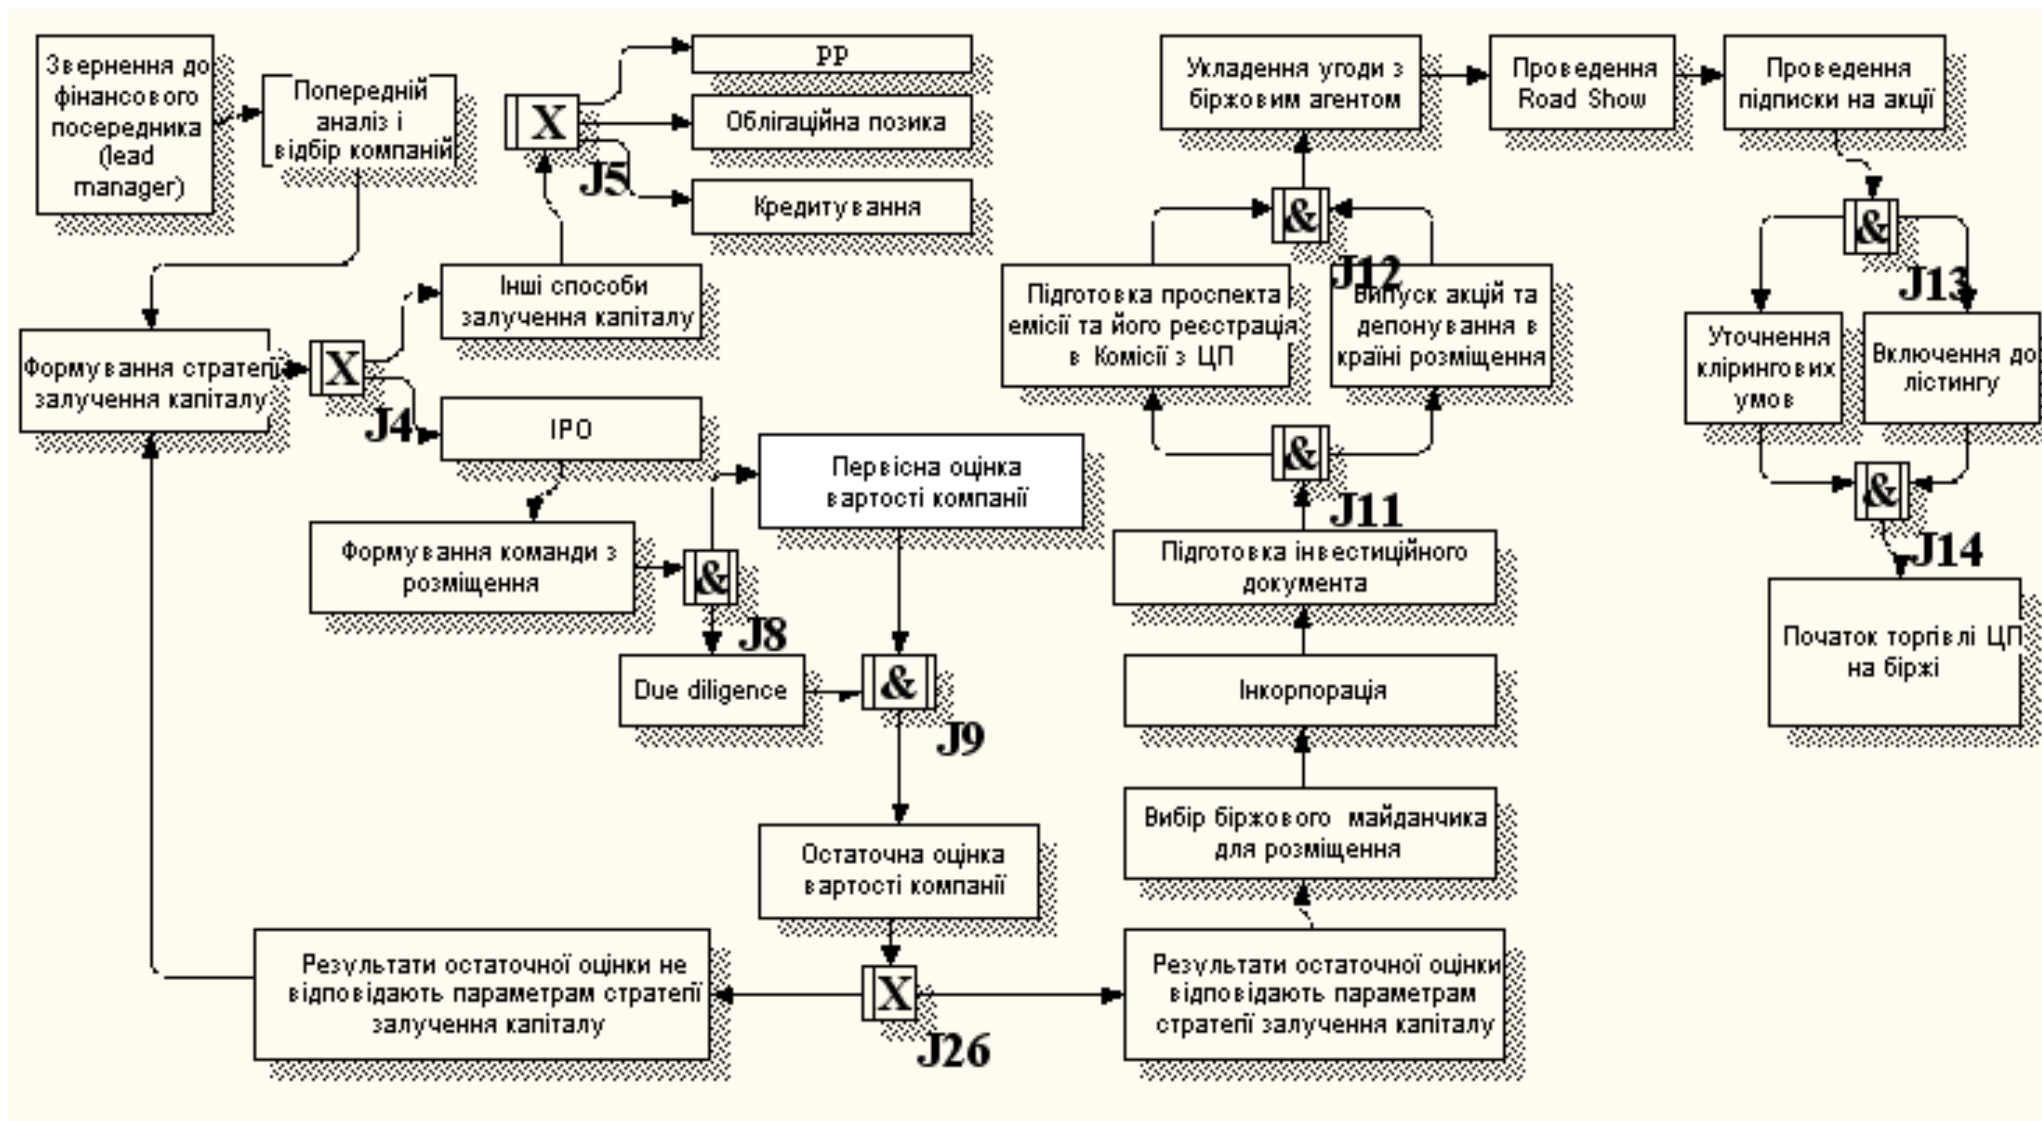 Звернення до
фінансового
посередника
(lead
manager)
Попередній
аналіз і
відбір компаній
X
J5
PP
Облігаційна позика
Кредитування
Формування стратегії
залучення капіталу
X
J4
Інші способи
залучення капіталу
IPO
Формування команди з
розміщення
&
J8
Первісна оцінка
вартості компанії
Due diligence
&
J9
Остаточна оцінка
вартості компанії
X
J26
Результати остаточної оцінки не
відповідають параметрам стратегії
залучення капіталу
Результати остаточної оцінки
відповідають параметрам
стратегії залучення капіталу
Вибір біржового майданчика
для розміщення
Інкорпорація
Підготовка інвестиційного
документа
&
J11
Підготовка проспекта
емісії та його реєстрація
в Комісії з ЦП
Випуск акцій та
депонування в
країні розміщення
&
J12
Укладення угоди з
біржовим агентом
Проведення
Road Show
Проведення
підписки на акції
&
J13
Уточнення
клірингових
умов
Включення до
лістингу
&
J14
Початок торгівлі ЦП
на біржі